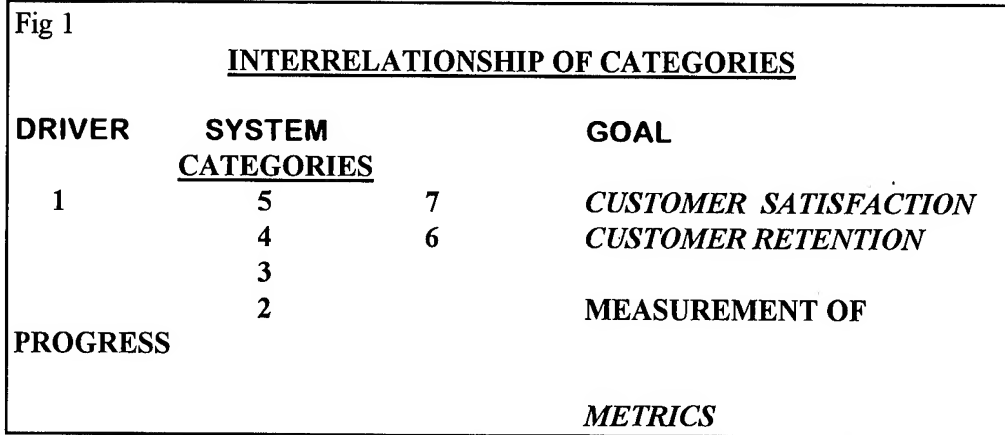 Fig 1
INTERRELATIONSHIP OF CATEGORIES
DRIVER SYSTEM GOAL
CATEGORIES
1 5 7 CUSTOMER SATISFACTION
4 6 CUSTOMER RETENTION
3
2 MEASUREMENT OF
PROGRESS
METRICS